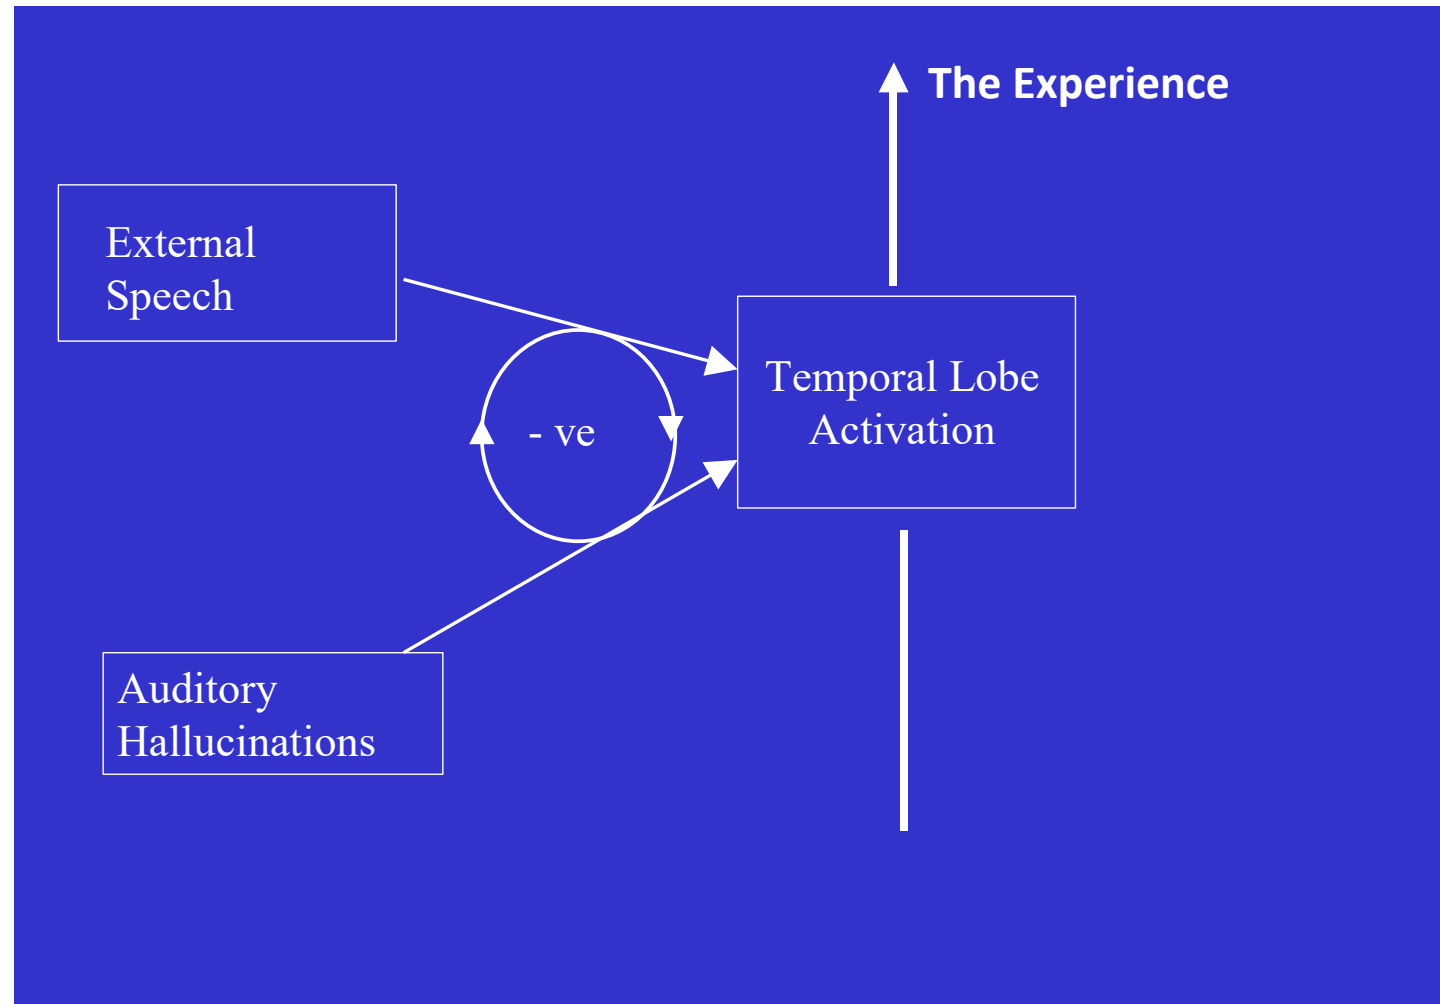 The Experience
External
Speech
Temporal Lobe
Activation
- ve
Auditory
Hallucinations